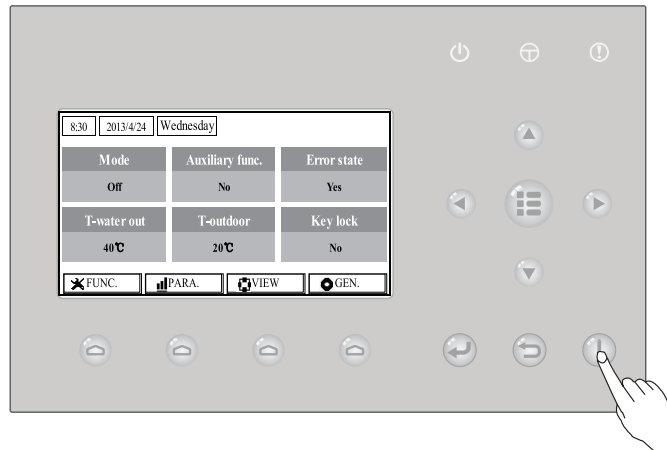 8:30 2013/4/24 Wednesday
Mode Auxiliary func. Error state
Off No Yes
T-water out T-outdoor Key lock
40℃ 20℃ No
FUNC. PARA. VIEW GEN.